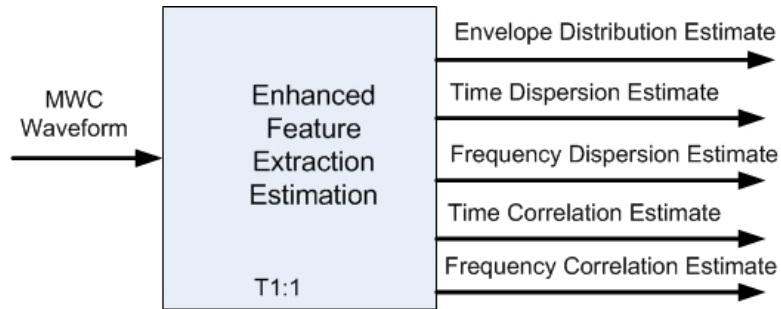 MWC
Waveform
Enhanced
Feature
Extraction
Estimation
T1:1
Envelope Distribution Estimate
Time Dispersion Estimate
Frequency Dispersion Estimate
Time Correlation Estimate
Frequency Correlation Estimate